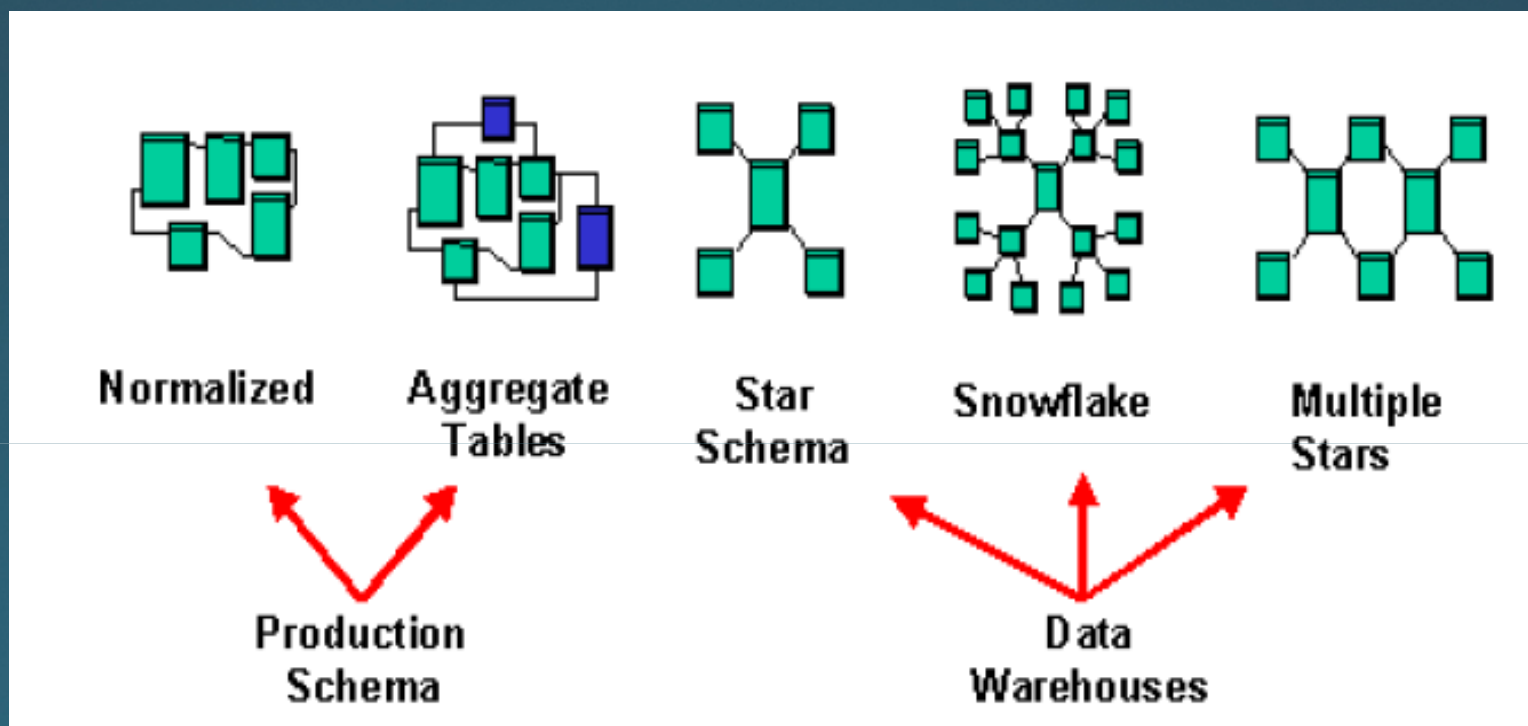 Normalized
Aggregate
Tables
Star
Schema
Snowflake
Multiple
Stars
Production
Schema
Data
Warehouses